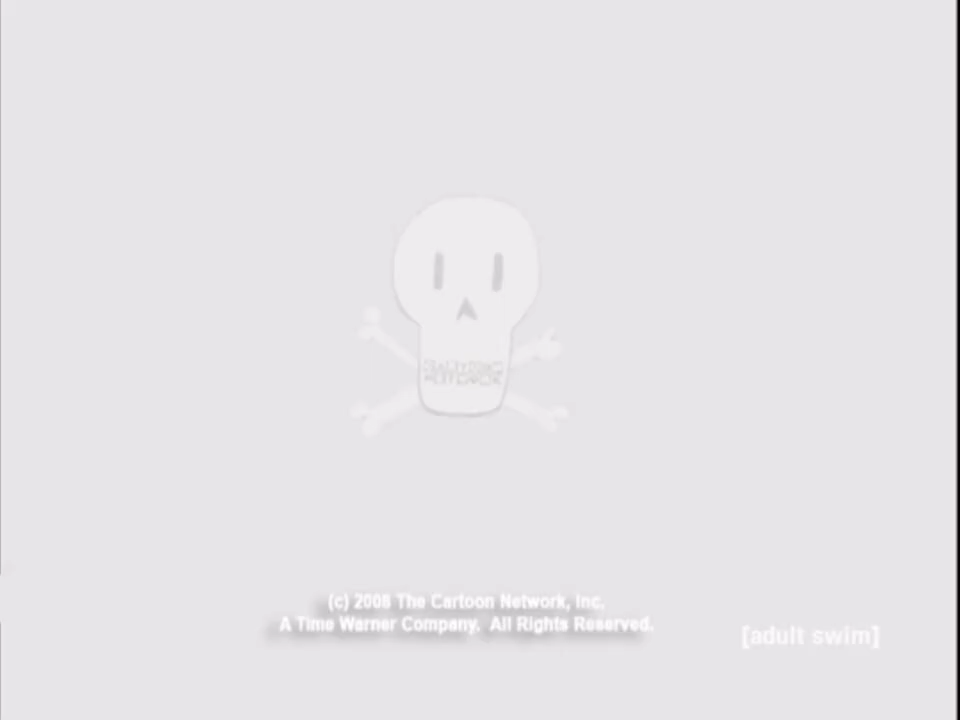 (c) 2008 The Cartoon Network, Inc.
A Time Warner Company.  All Rights Reserved.
[adult swim]